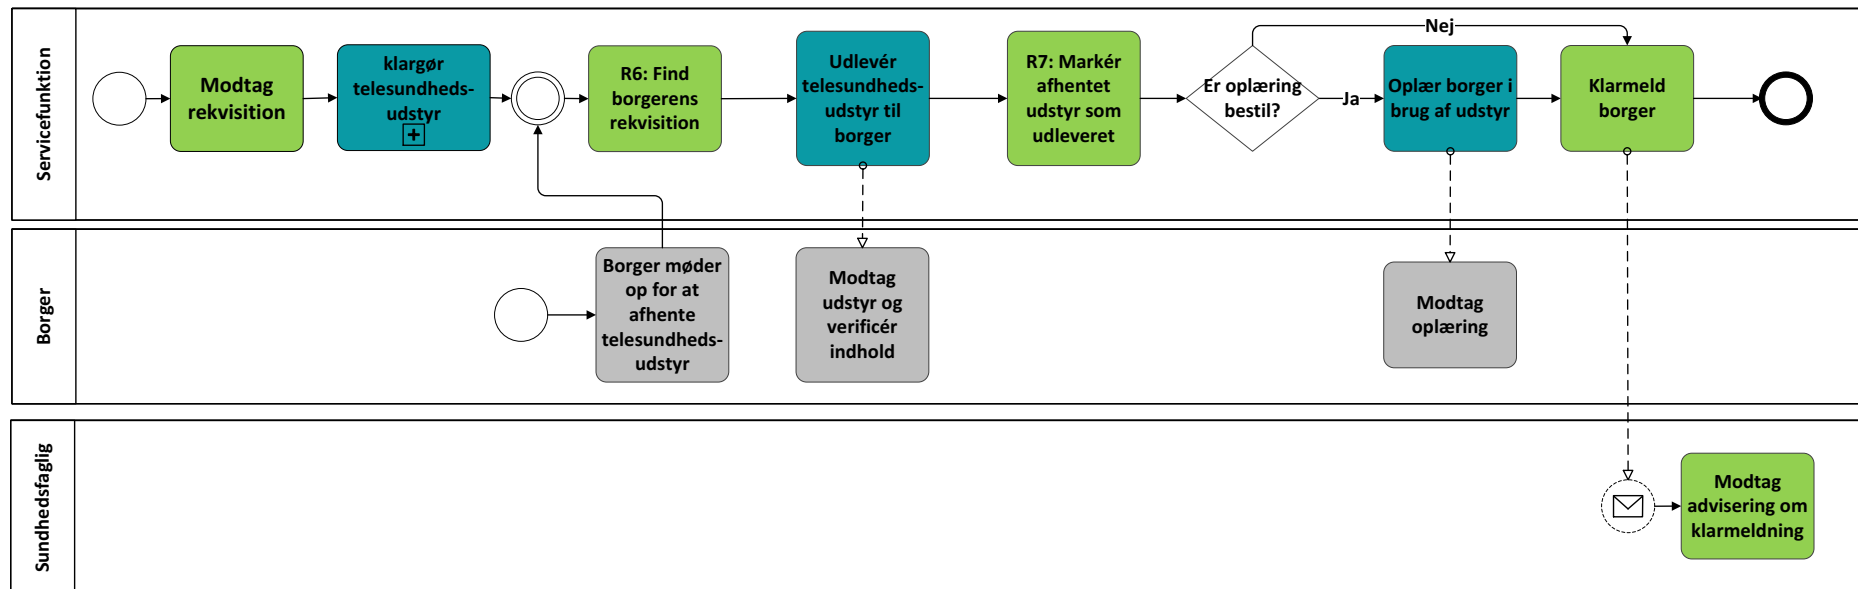 Servicefunktion
Modtag
rekvisition
klargør
telesundheds-
udstyr
R6: Find
borgerens
rekvisition
Udlevér
telesundheds-
udstyr til
borger
R7: Markér
afhentet
udstyr som
udleveret
Er oplæring
bestil?
Nej
Ja
Oplær borger i
brug af udstyr
Klarmeld
borger
Borger
Borger møder
op for at
afhente
telesundheds-
udstyr
Modtag
udstyr og
verificér
indhold
Modtag
oplæring
Sundhedsfaglig
Modtag
advisering om
klarmeldning